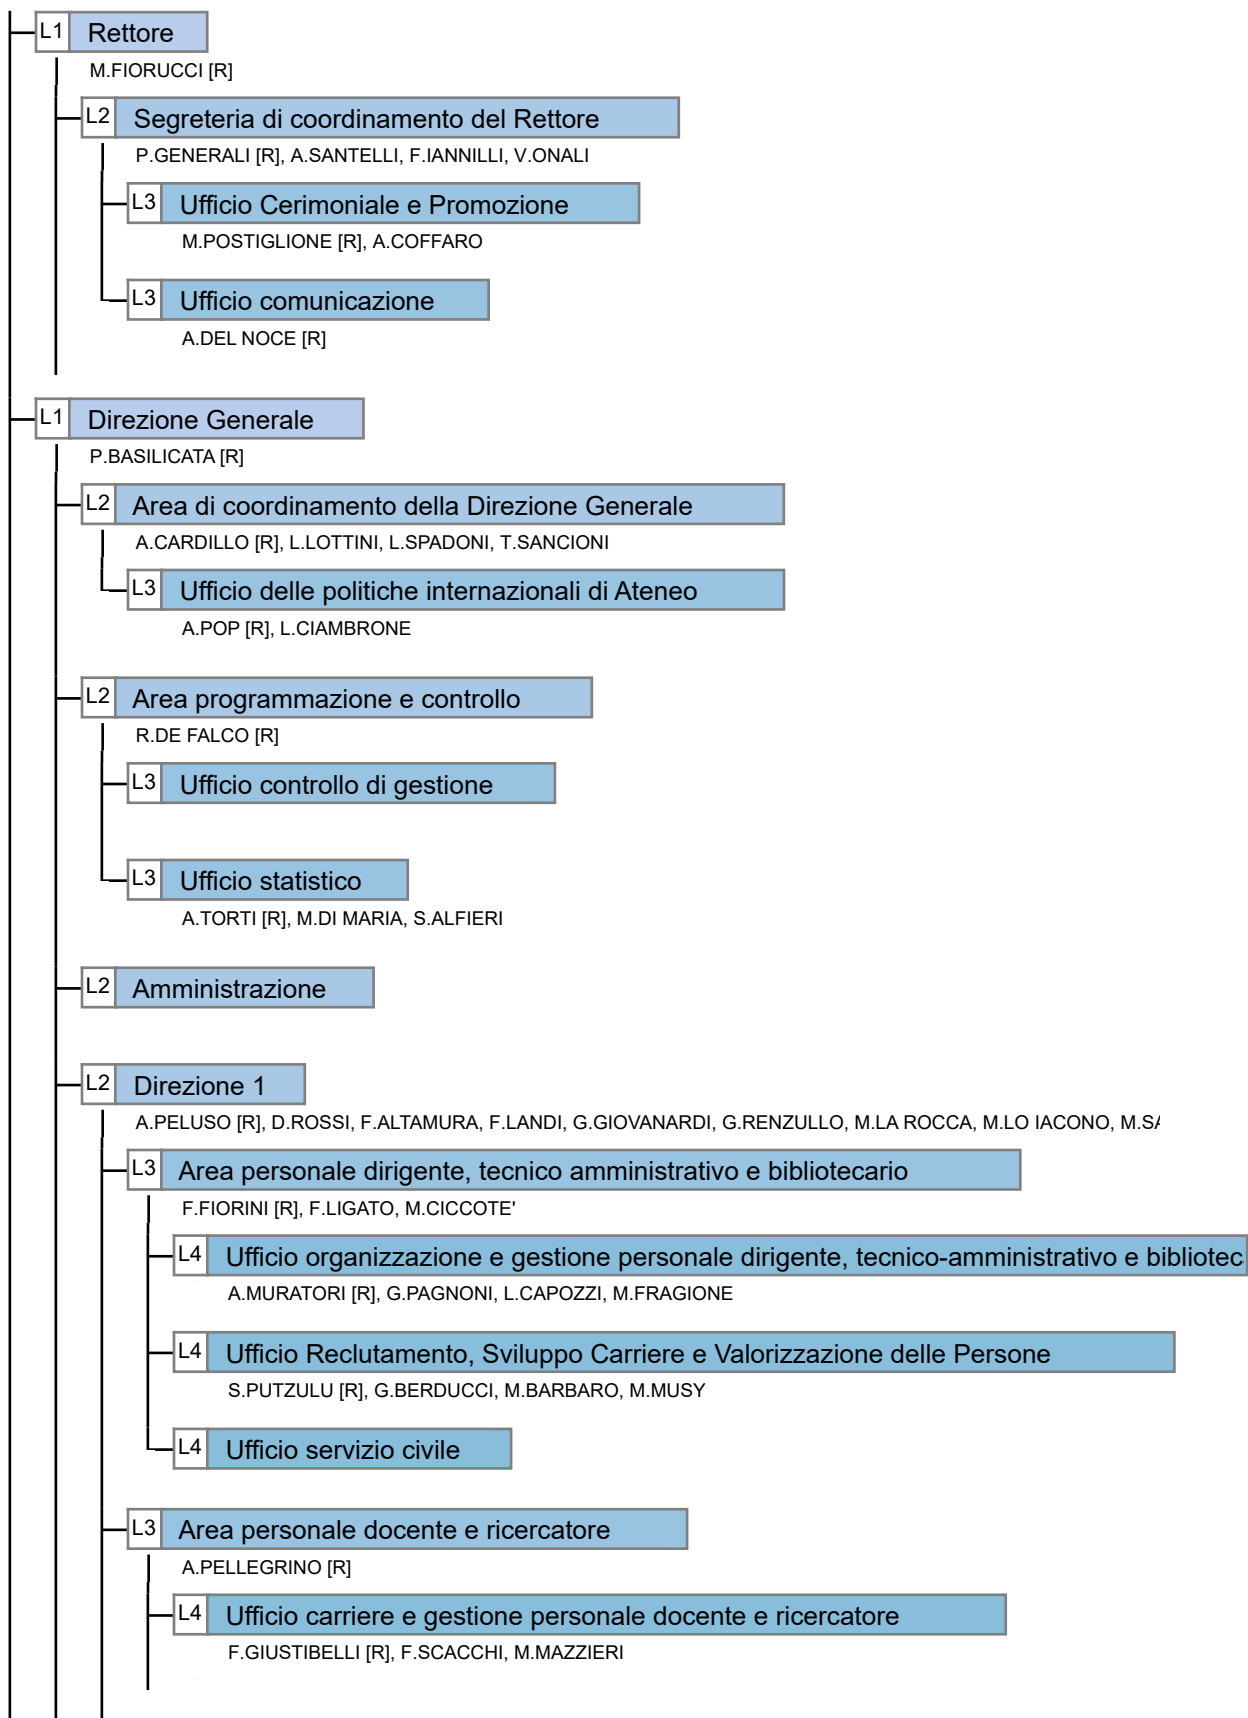 L1 Rettore
M.FIORUCCI [R]
L2 Segreteria di coordinamento del Rettore
P.GENERALI [R], A.SANTELLI, F.IANNILLI, V.ONALI
L3 Ufficio Cerimoniale e Promozione
M.POSTIGLIONE [R], A.COFFARO
L3 Ufficio comunicazione
A.DEL NOCE [R]
L1 Direzione Generale
P.BASILICATA [R]
L2 Area di coordinamento della Direzione Generale
A.CARDILLO [R], L.LOTTINI, L.SPADONI, T.SANCIONI
L3 Ufficio delle politiche internazionali di Ateneo
A.POP [R], L.CIAMBRONE
L2 Area programmazione e controllo
R.DE FALCO [R]
L3 Ufficio controllo di gestione
L3 Ufficio statistico
A.TORTI [R], M.DI MARIA, S.ALFIERI
L2 Amministrazione
L2 Direzione 1
A.PELUSO [R], D.ROSSI, F.ALTAMURA, F.LANDI, G.GIOVANARDI, G.RENZULLO, M.LA ROCCA, M.LO IACONO,
L3 Area personale dirigente, tecnico amministrativo e bibliotecario
F.FIORINI [R], F.LIGATO, M.CICCOTE'
L4 Ufficio organizzazione e gestione personale dirigente, tecnico-amministrativo e bibliotec
A.MURATORI [R], G.PAGNONI, L.CAPOZZI, M.FRAGIONE
L4 Ufficio Reclutamento, Sviluppo Carriere e Valorizzazione delle Persone
S.PUTZULU [R], G.BERDUCCI, M.BARBARO, M.MUSY
L4 Ufficio servizio civile
L3 Area personale docente e ricercatore
A.PELLEGRINO [R]
L4 Ufficio carriere e gestione personale docente e ricercatore
F.GIUSTIBELLI [R], F.SCACCHI, M.MAZZIERI